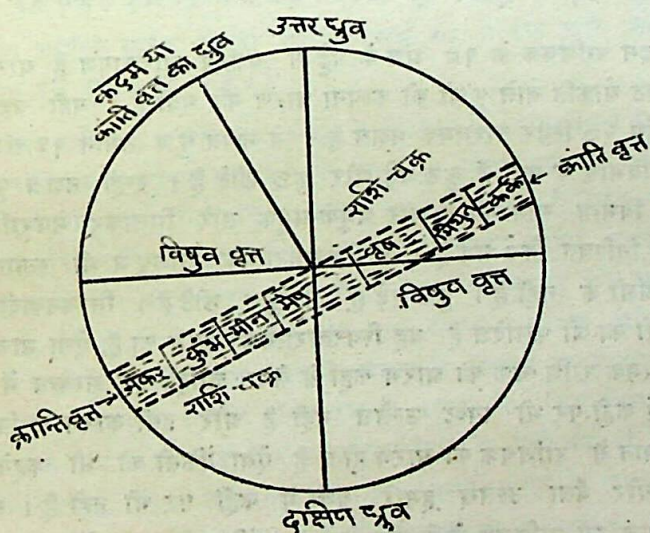 उत्तर ध्रुव
कदम या
क्रांति वृत्त का ध्रुव
राशि-चक्र
क्रांति वृत्त
कर्क
मिथुन
वृष
विषुव वृत्त
विषुव वृत्त
मेष
मीन
कुंभ
मकर
क्रान्तिवृत्त
राशि-चक्र
दक्षिण ध्रुव